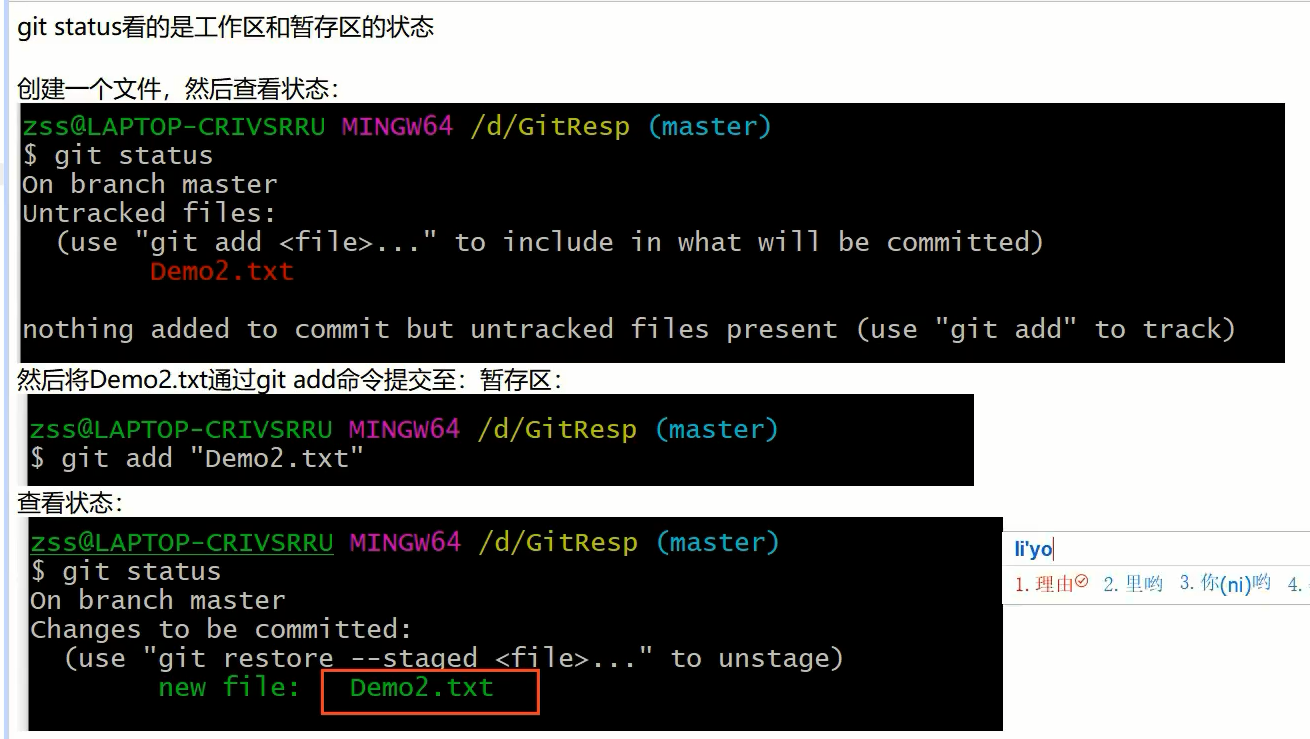 git status看的是工作区和暂存区的状态
创建一个文件，然后查看状态：
zss@LAPTOP-CRIVSRRU MINGW64 /d/GitResp (master)
$ git status
On branch master
Untracked files:
  (use "git add <file>..." to include in what will be committed)
        Demo2.txt
nothing added to commit but untracked files present (use "git add" to track)
然后将Demo2.txt通过git add命令提交至：暂存区：
zss@LAPTOP-CRIVSRRU MINGW64 /d/GitResp (master)
$ git add "Demo2.txt"
查看状态：
zss@LAPTOP-CRIVSRRU MINGW64 /d/GitResp (master)
$ git status
On branch master
Changes to be committed:
  (use "git restore --staged <file>..." to unstage)
        new file:   Demo2.txt
li'yo
1.理由 2.里哟 3.你(ni)哟 4.